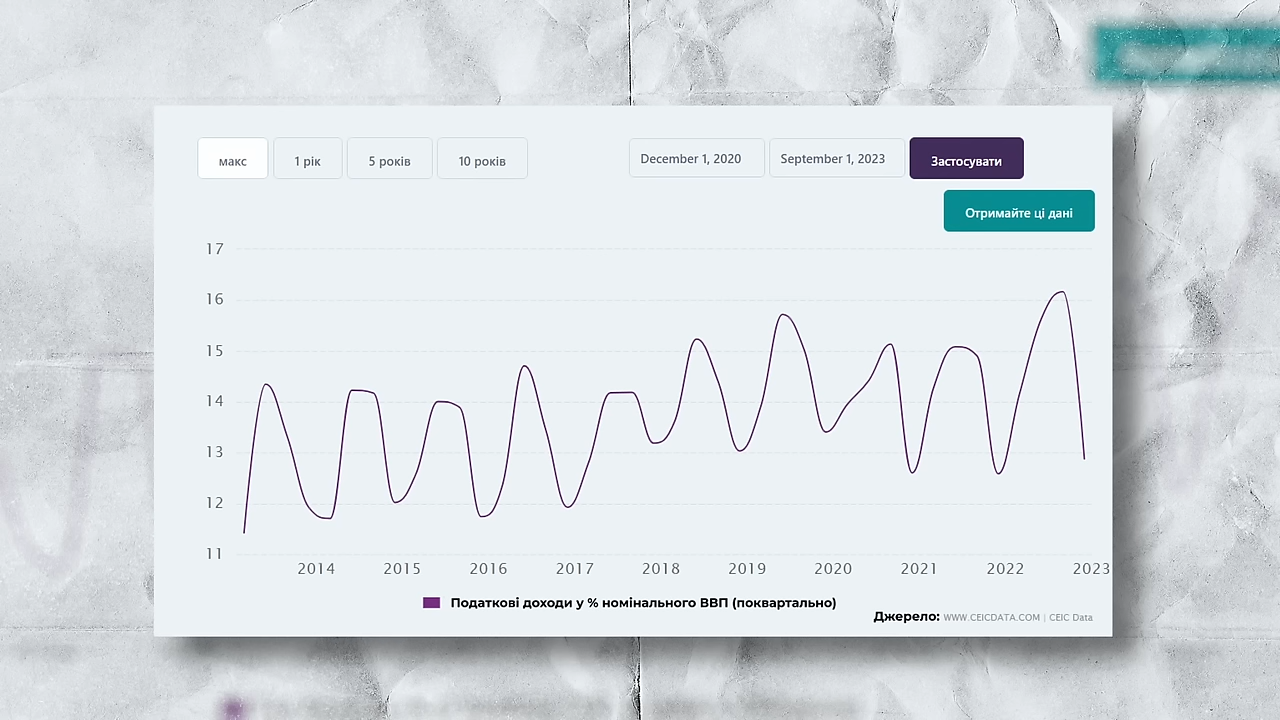 макс 1 рік 5 років 10 років December 1, 2020 September 1, 2023 Застосувати
Отримайте ці дані
17
16
15
14
13
12
11
2014 2015 2016 2017 2018 2019 2020 2021 2022 2023
Податкові доходи у % номінального ВВП (поквартально)
Джерело: WWW.CEICDATA.COM | CEIC Data